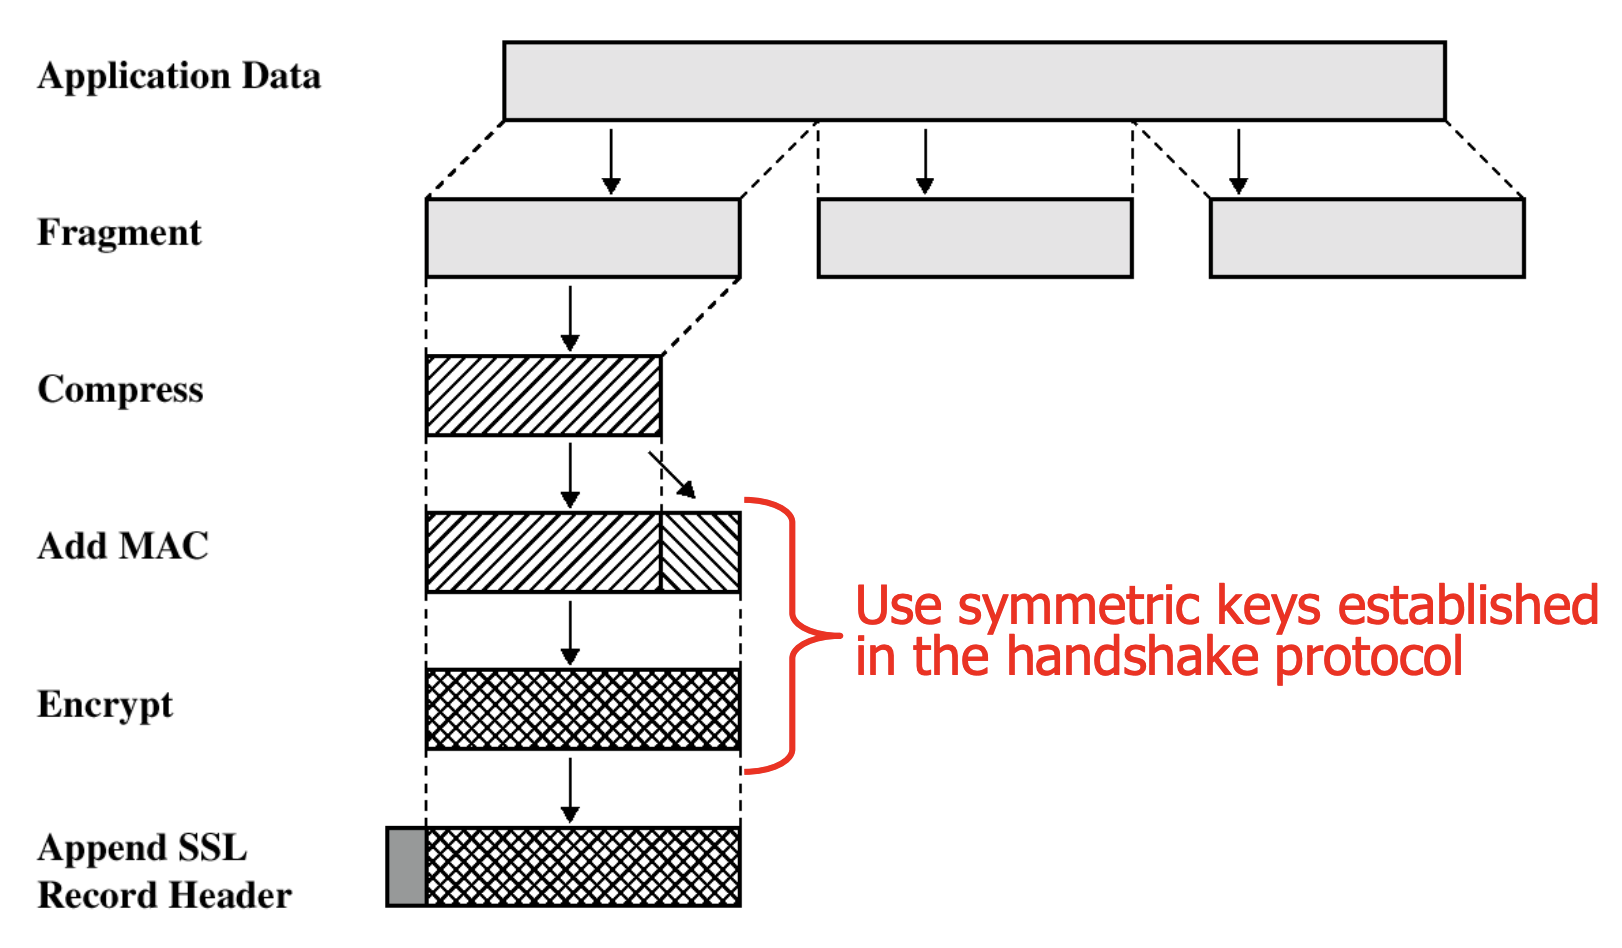 Application Data
Fragment
Compress
Add MAC
Use symmetric keys established
in the handshake protocol
Encrypt
Append SSL
Record Header